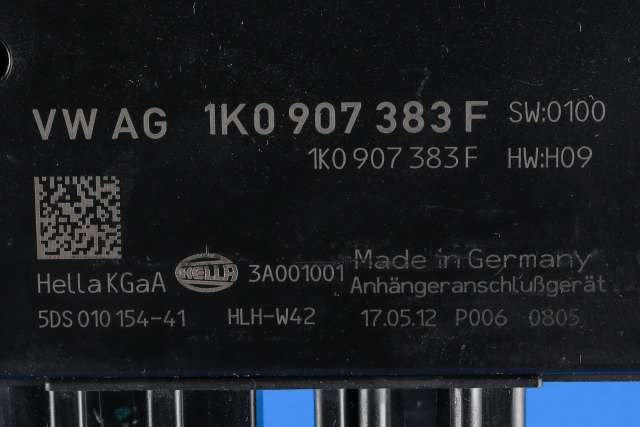 VW AG 1K0 907 383 F SW:0100
1K0 907 383 F HW:H09
Hella KGaA HELLA 3A001001 Made in Germany
Anhängeranschlußgerät
5DS 010 154-41 HLH-W42 17.05.12 P006 0805